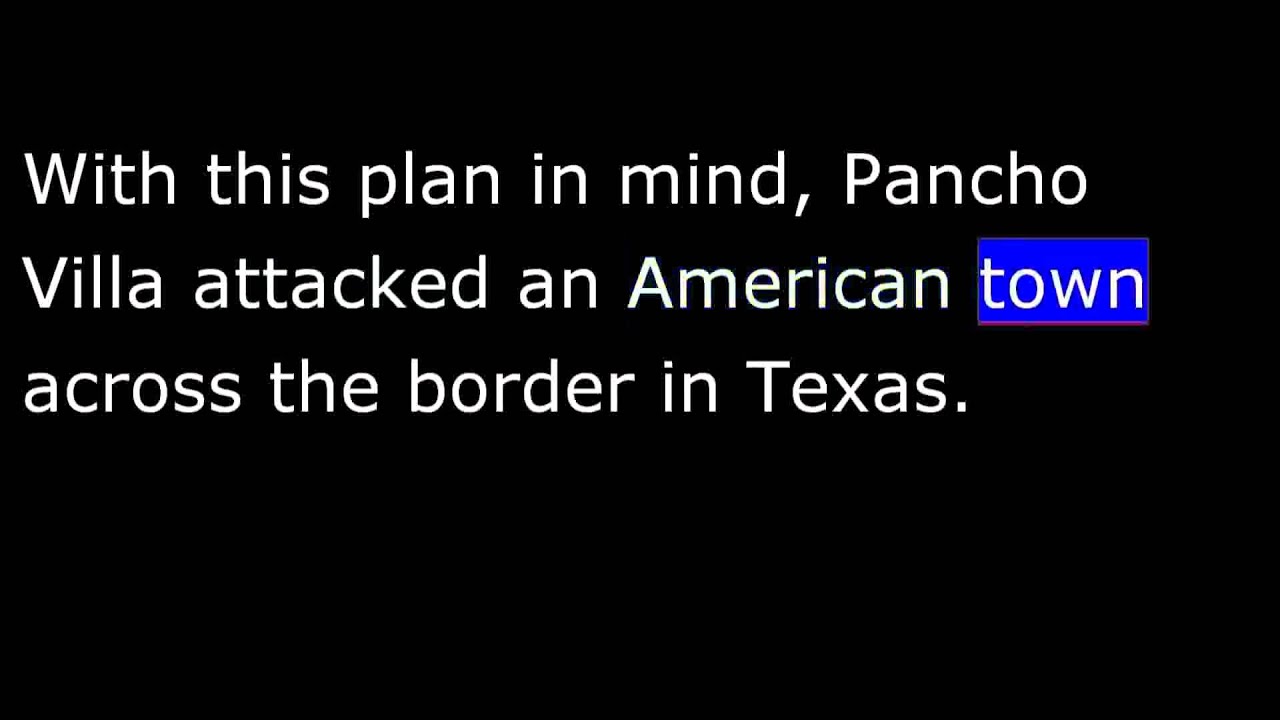 With this plan in mind, Pancho
Villa attacked an American town
across the border in Texas.